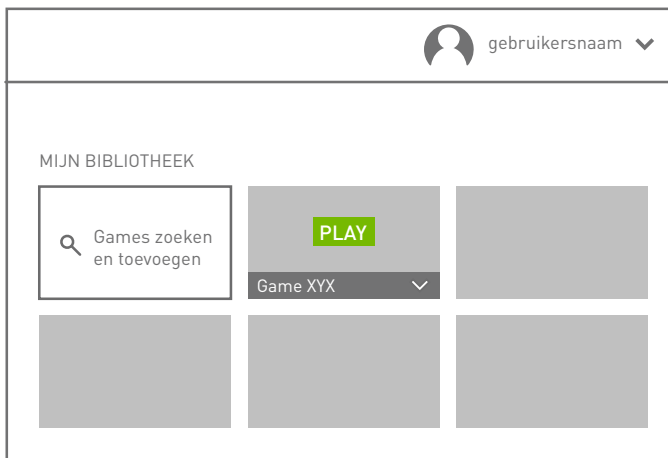 gebruikersnaam
MIJN BIBLIOTHEEK
Games zoeken
en toevoegen
PLAY
Game XYX